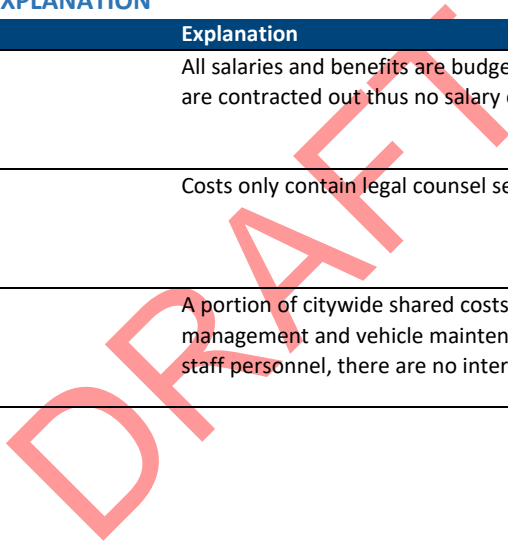 XPLANATION
Explanation
All salaries and benefits are budge
are contracted out thus no salary
Costs only contain legal counsel se
A portion of citywide shared costs
management and vehicle mainten
staff personnel, there are no inter
DRAFT